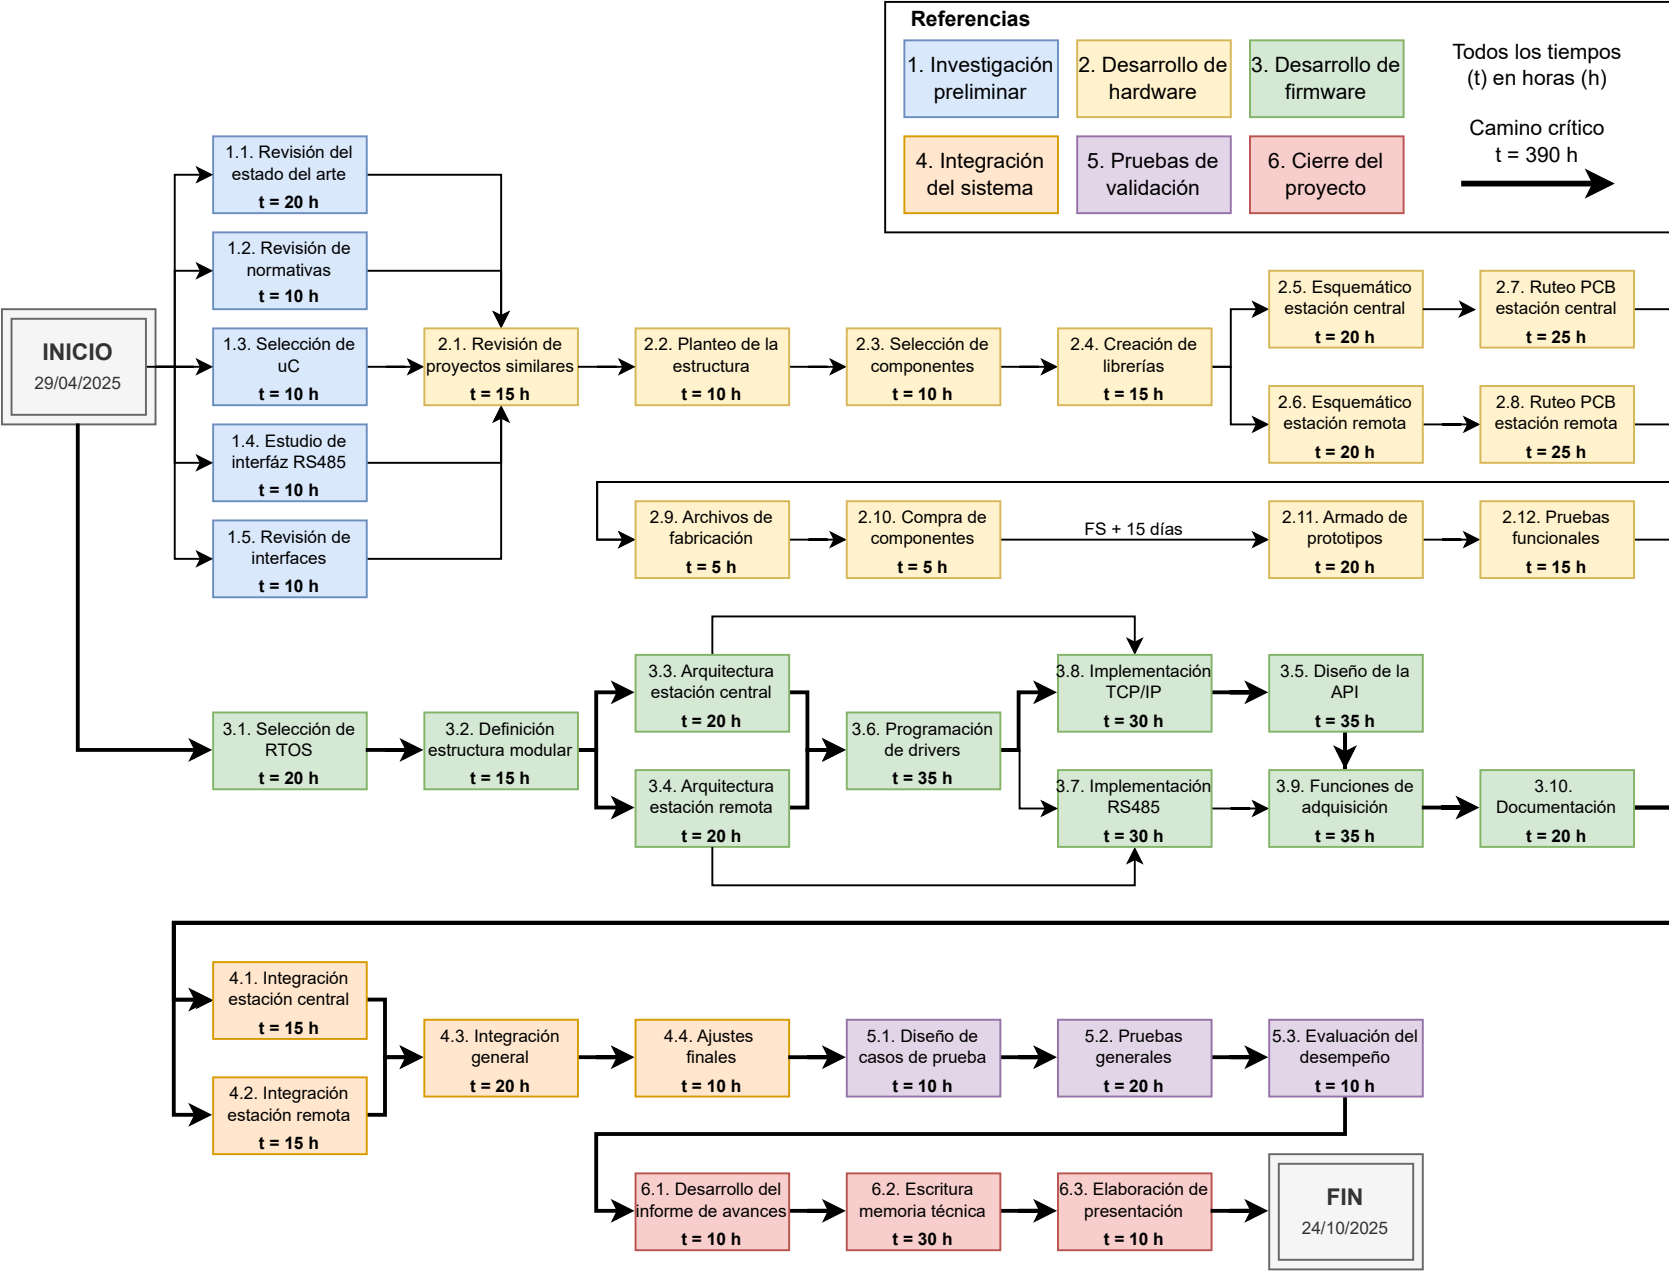 Referencias
1. Investigación
preliminar
2. Desarrollo de
hardware
3. Desarrollo de
firmware
Todos los tiempos
(t) en horas (h)
4. Integración
del sistema
5. Pruebas de
validación
6. Cierre del
proyecto
Camino crítico
t = 390 h
INICIO
29/04/2025
1.1. Revisión del
estado del arte
t = 20 h
1.2. Revisión de
normativas
t = 10 h
1.3. Selección de
uC
t = 10 h
1.4. Estudio de
interfáz RS485
t = 10 h
1.5. Revisión de
interfaces
t = 10 h
2.1. Revisión de
proyectos similares
t = 15 h
2.2. Planteo de la
estructura
t = 10 h
2.3. Selección de
componentes
t = 10 h
2.4. Creación de
librerías
t = 15 h
2.5. Esquemático
estación central
t = 20 h
2.6. Esquemático
estación remota
t = 20 h
2.7. Ruteo PCB
estación central
t = 25 h
2.8. Ruteo PCB
estación remota
t = 25 h
2.9. Archivos de
fabricación
t = 5 h
2.10. Compra de
componentes
t = 5 h
FS + 15 días
2.11. Armado de
prototipos
t = 20 h
2.12. Pruebas
funcionales
t = 15 h
3.1. Selección de
RTOS
t = 20 h
3.2. Definición
estructura modular
t = 15 h
3.3. Arquitectura
estación central
t = 20 h
3.4. Arquitectura
estación remota
t = 20 h
3.6. Programación
de drivers
t = 35 h
3.8. Implementación
TCP/IP
t = 30 h
3.7. Implementación
RS485
t = 30 h
3.5. Diseño de la
API
t = 35 h
3.9. Funciones de
adquisición
t = 35 h
3.10.
Documentación
t = 20 h
4.1. Integración
estación central
t = 15 h
4.2. Integración
estación remota
t = 15 h
4.3. Integración
general
t = 20 h
4.4. Ajustes
finales
t = 10 h
5.1. Diseño de
casos de prueba
t = 10 h
5.2. Pruebas
generales
t = 20 h
5.3. Evaluación del
desempeño
t = 10 h
6.1. Desarrollo del
informe de avances
t = 10 h
6.2. Escritura
memoria técnica
t = 30 h
6.3. Elaboración de
presentación
t = 10 h
FIN
24/10/2025